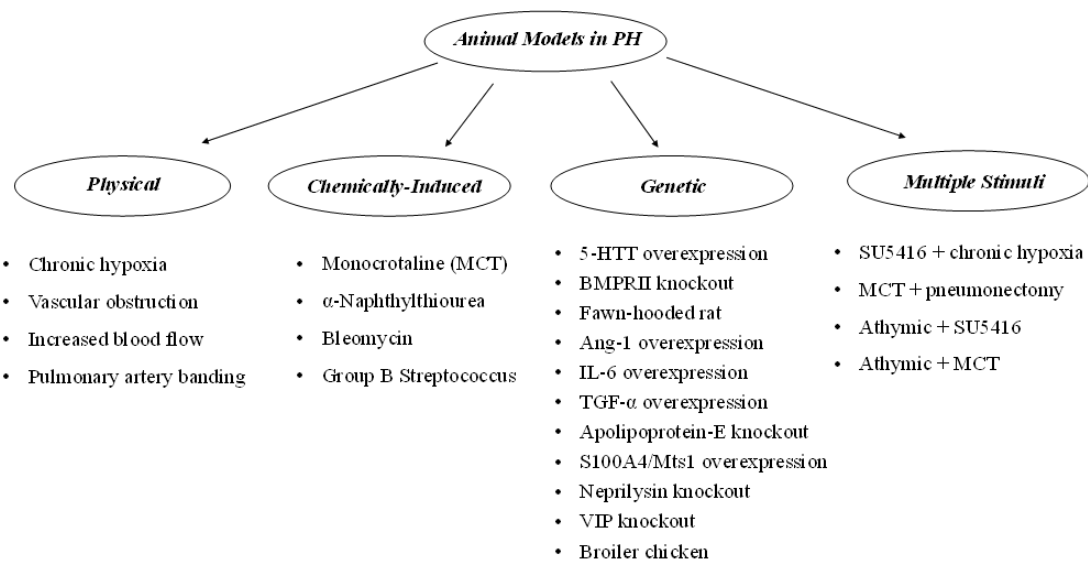 Animal Models in PH
Physical
• Chronic hypoxia
• Vascular obstruction
• Increased blood flow
• Pulmonary artery banding
Chemically-Induced
• Monocrotaline (MCT)
• α-Naphthylthiourea
• Bleomycin
• Group B Streptococcus
Genetic
• 5-HTT overexpression
• BMPRII knockout
• Fawn-hooded rat
• Ang-1 overexpression
• IL-6 overexpression
• TGF-α overexpression
• Apolipoprotein-E knockout
• S100A4/Mts1 overexpression
• Neprilysin knockout
• VIP knockout
• Broiler chicken
Multiple Stimuli
• SU5416 + chronic hypoxia
• MCT + pneumonectomy
• Athymic + SU5416
• Athymic + MCT